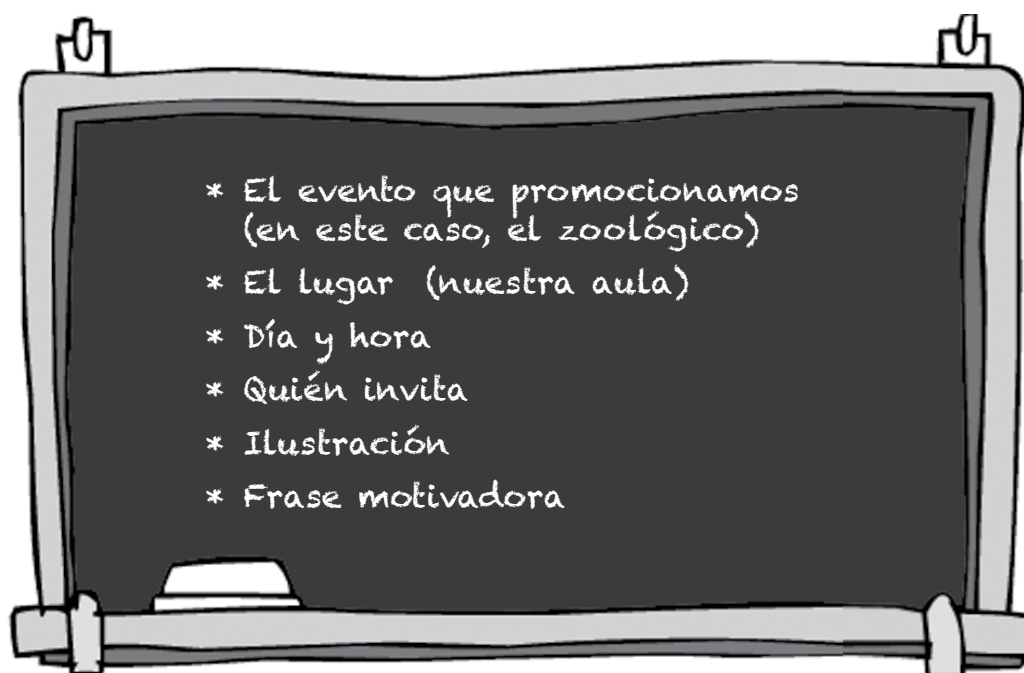 * El evento que promocionamos
(en este caso, el zoológico)
* El lugar (nuestra aula)
* Día y hora
* Quién invita
* Ilustración
* Frase motivadora